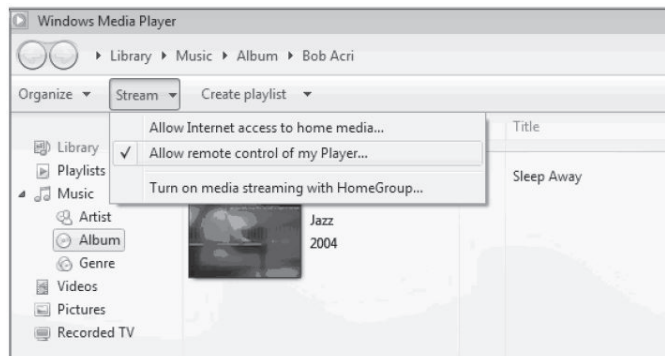 Windows Media Player
Library Music Album Bob Acri
Organize Stream Create playlist
Allow Internet access to home media...
Allow remote control of my Player...
Turn on media streaming with HomeGroup...
Title
Library
Playlists
Music
Artist
Album
Genre
Videos
Pictures
Recorded TV
Jazz
2004
Sleep Away